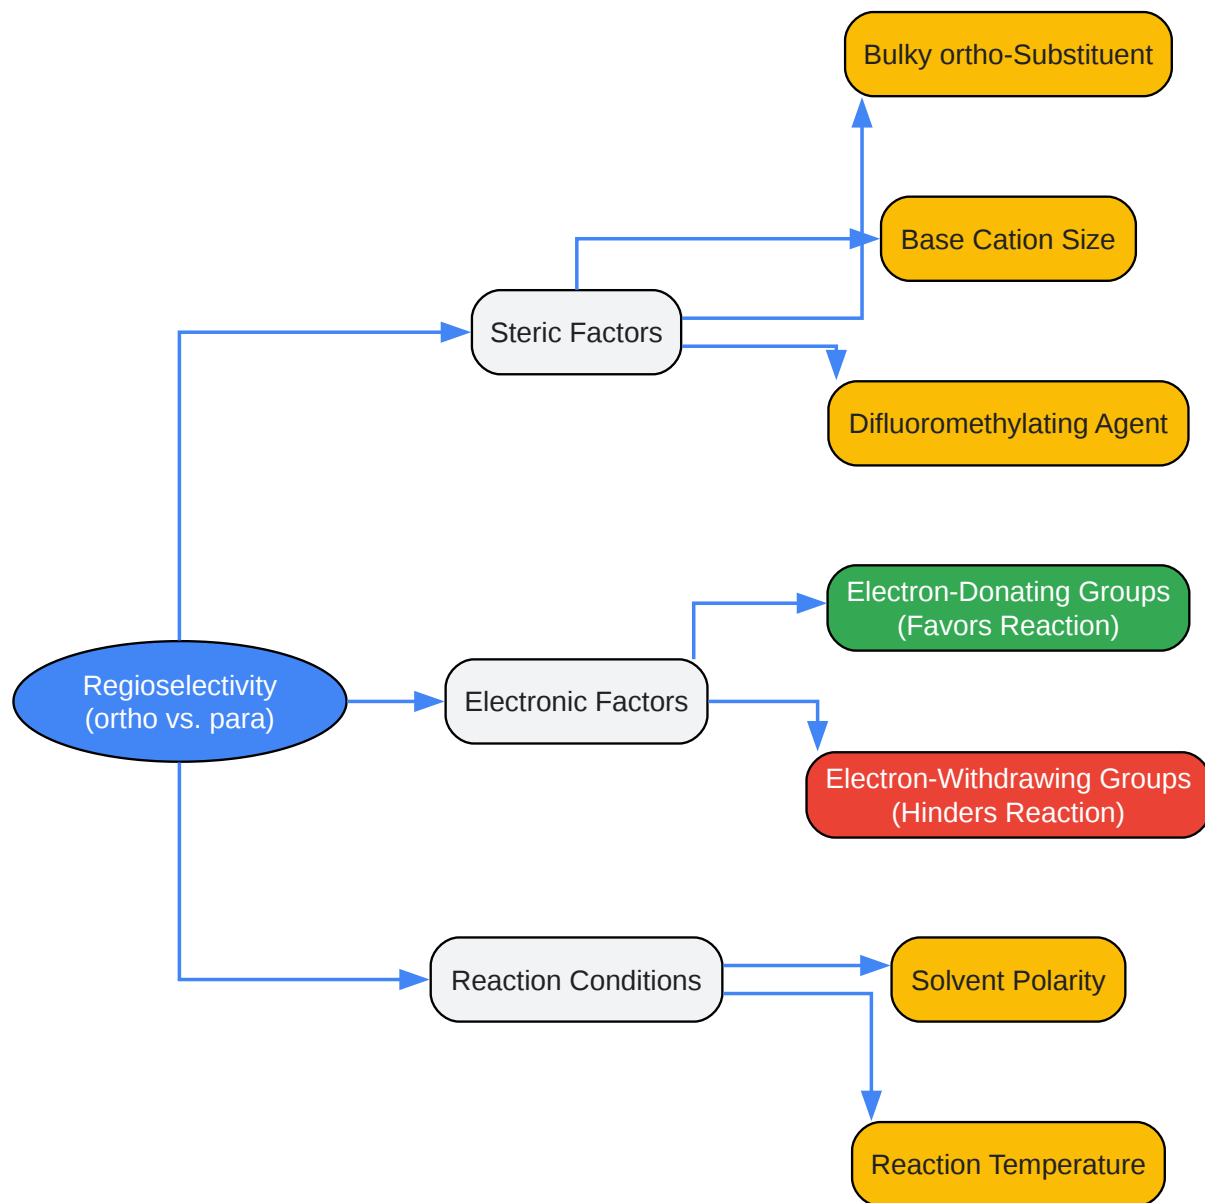 Bulky ortho-Substituent
Base Cation Size
Steric Factors
Difluoromethylating Agent
Electron-Donating Groups
(Favors Reaction)
Regioselectivity
(ortho vs. para)
Electronic Factors
Electron-Withdrawing Groups
(Hinders Reaction)
Reaction Conditions
Solvent Polarity
Reaction Temperature